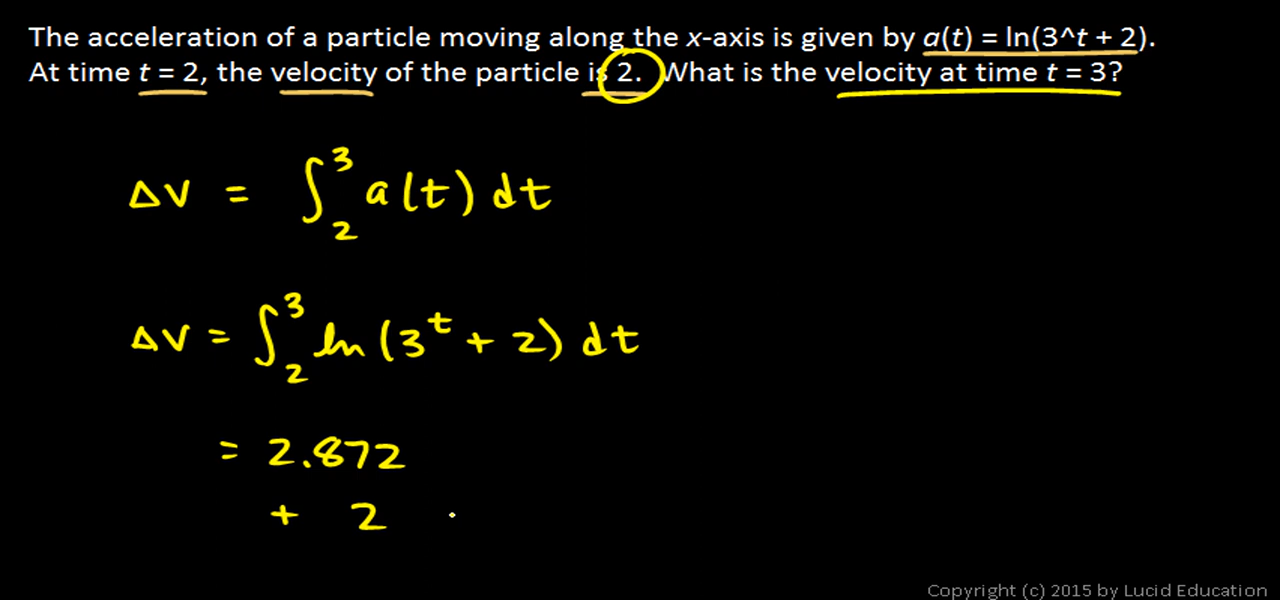 The acceleration of a particle moving along the x-axis is given by a(t) = ln(3^t + 2).
At time t = 2, the velocity of the particle is 2. What is the velocity at time t = 3?
ΔV = ∫₂³ a(t) dt
ΔV = ∫₂³ ln(3ᵗ + 2) dt
= 2.872
+ 2
Copyright (c) 2015 by Lucid Education